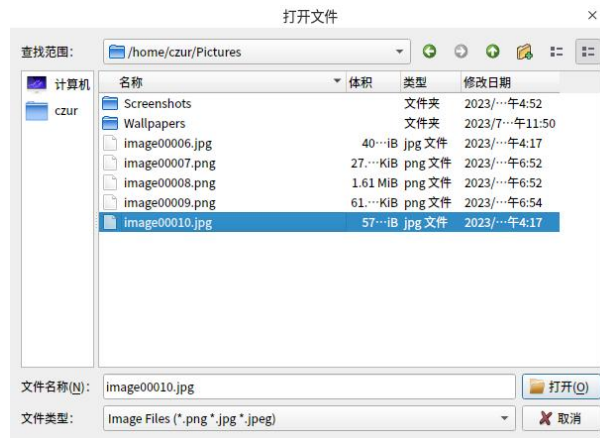 打开文件
查找范围： /home/czur/Pictures
计算机
czur
名称 体积 类型 修改日期
Screenshots 文件夹 2023/···午4:52
Wallpapers 文件夹 2023/7···午11:50
image00006.jpg 40···iB jpg 文件 2023/···午4:17
image00007.png 27.···KiB png 文件 2023/···午6:52
image00008.png 1.61 MiB png 文件 2023/···午6:52
image00009.png 61.···KiB png 文件 2023/···午6:54
image00010.jpg 57···iB jpg 文件 2023/···午4:17
文件名称(N)： image00010.jpg 打开(O)
文件类型： Image Files (*.png *.jpg *.jpeg) 取消